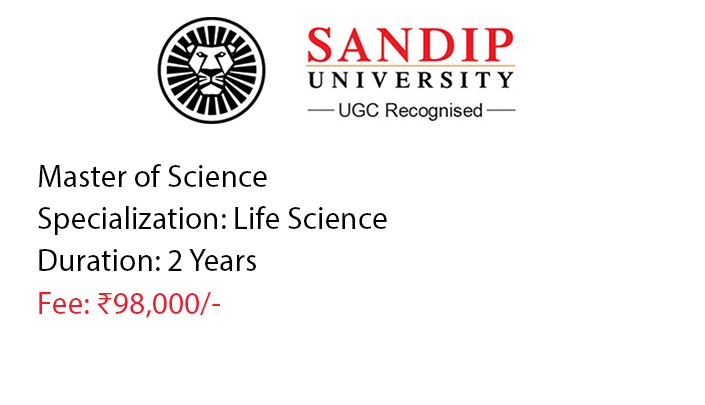 SANDIP
UNIVERSITY
UGC Recognised
Master of Science
Specialization: Life Science
Duration: 2 Years
Fee: ₹98,000/-